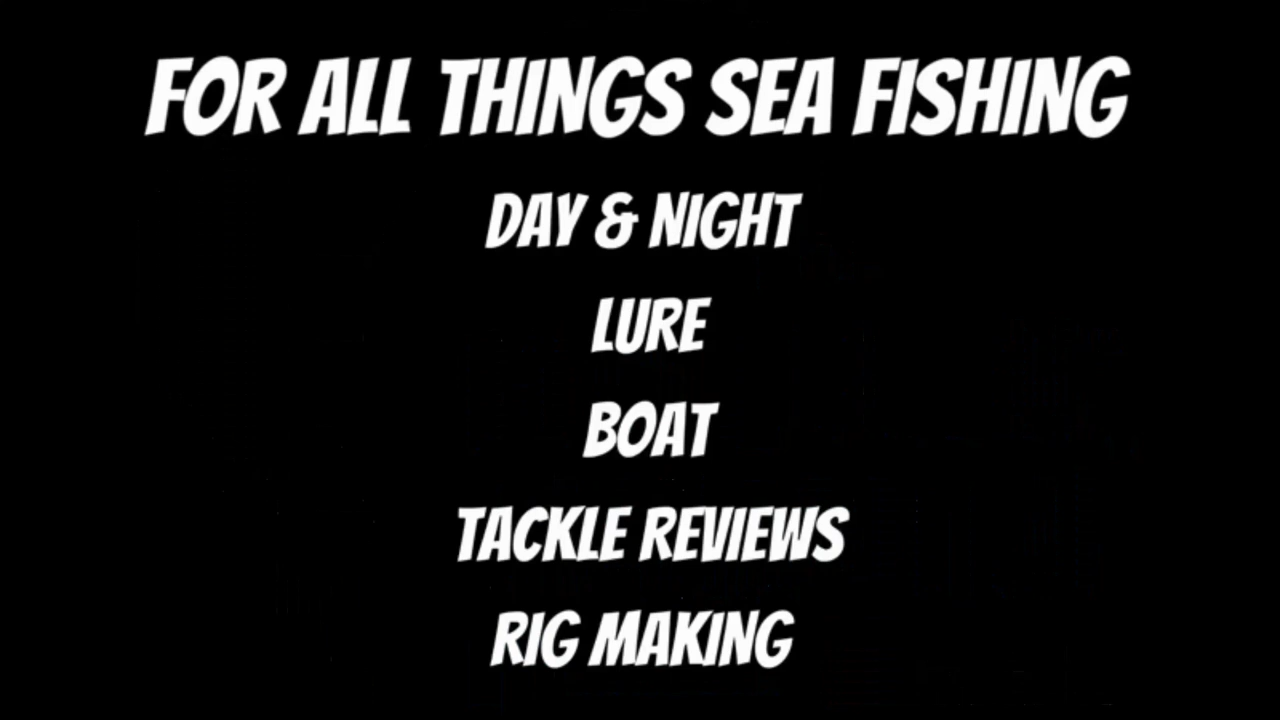 FOR ALL THINGS SEA FISHING
DAY & NIGHT
LURE
BOAT
TACKLE REVIEWS
RIG MAKING